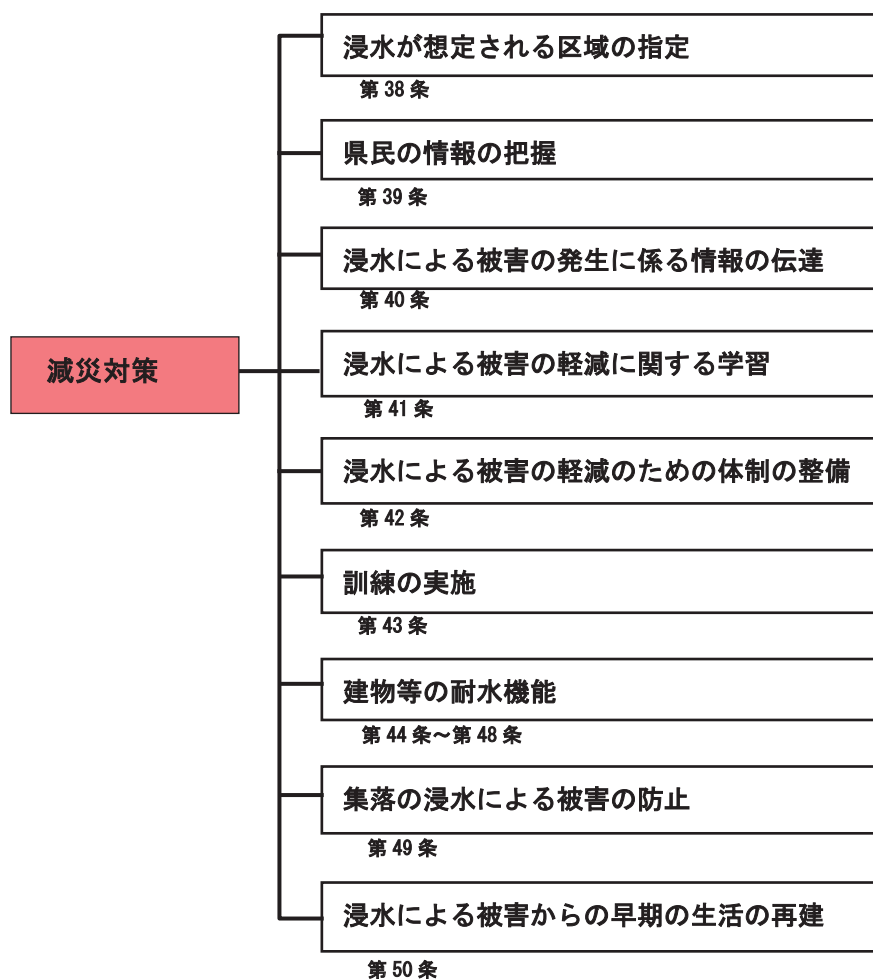 浸水が想定される区域の指定
第 38 条
県民の情報の把握
第 39 条
浸水による被害の発生に係る情報の伝達
第 40 条
減災対策
浸水による被害の軽減に関する学習
第 41 条
浸水による被害の軽減のための体制の整備
第 42 条
訓練の実施
第 43 条
建物等の耐水機能
第 44 条～第 48 条
集落の浸水による被害の防止
第 49 条
浸水による被害からの早期の生活の再建
第 50 条